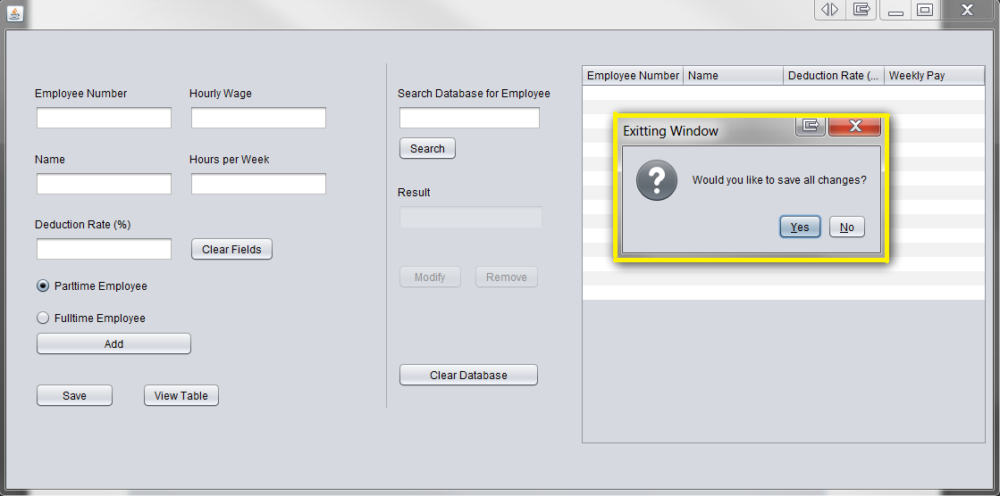 Employee Number
Hourly Wage
Name
Hours per Week
Deduction Rate (%)
Clear Fields
Parttime Employee
Fulltime Employee
Add
Save
View Table
Search Database for Employee
Search
Result
Modify
Remove
Clear Database
Employee Number
Name
Deduction Rate (...
Weekly Pay
Exitting Window
Would you like to save all changes?
Yes
No